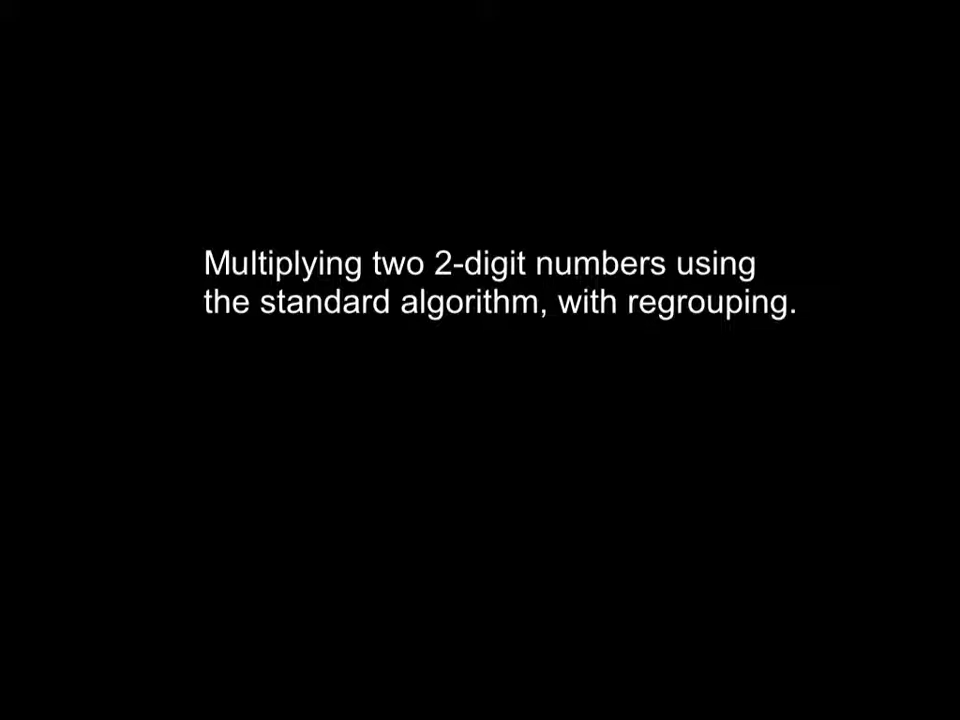 Multiplying two 2-digit numbers using
the standard algorithm, with regrouping.